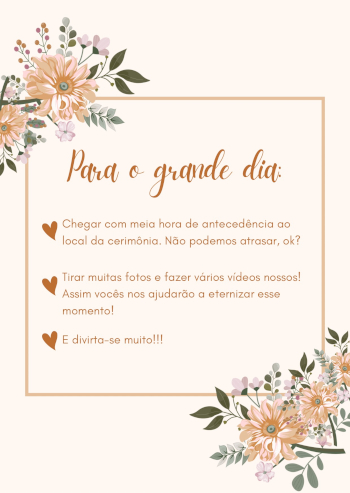 Para o grande dia:
Chegar com meia hora de antecedência ao
local da cerimônia. Não podemos atrasar, ok?
Tirar muitas fotos e fazer vários vídeos nossos!
Assim vocês nos ajudarão a eternizar esse
momento!
E divirta-se muito!!!